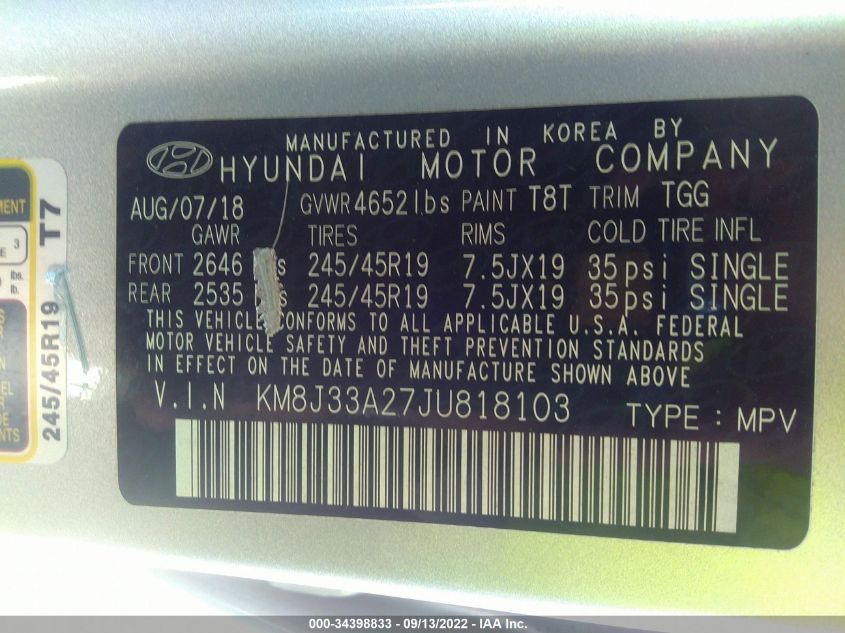 MANUFACTURED IN KOREA BY
HYUNDAI MOTOR COMPANY
AUG/07/18 GVWR 4652 lbs PAINT T8T TRIM TGG
GAWR TIRES RIMS COLD TIRE INFL
FRONT 2646 245/45R19 7.5JX19 35psi SINGLE
REAR 2535 245/45R19 7.5JX19 35psi SINGLE
THIS VEHICLE CONFORMS TO ALL APPLICABLE U.S.A. FEDERAL
MOTOR VEHICLE SAFETY AND THEFT PREVENTION STANDARDS
IN EFFECT ON THE DATE OF MANUFACTURE SHOWN ABOVE
V.I.N KM8J33A27JU818103 TYPE : MPV
245/45R19 T7
3
lbs.
lb.
000-34398833 - 09/13/2022 - IAA Inc.